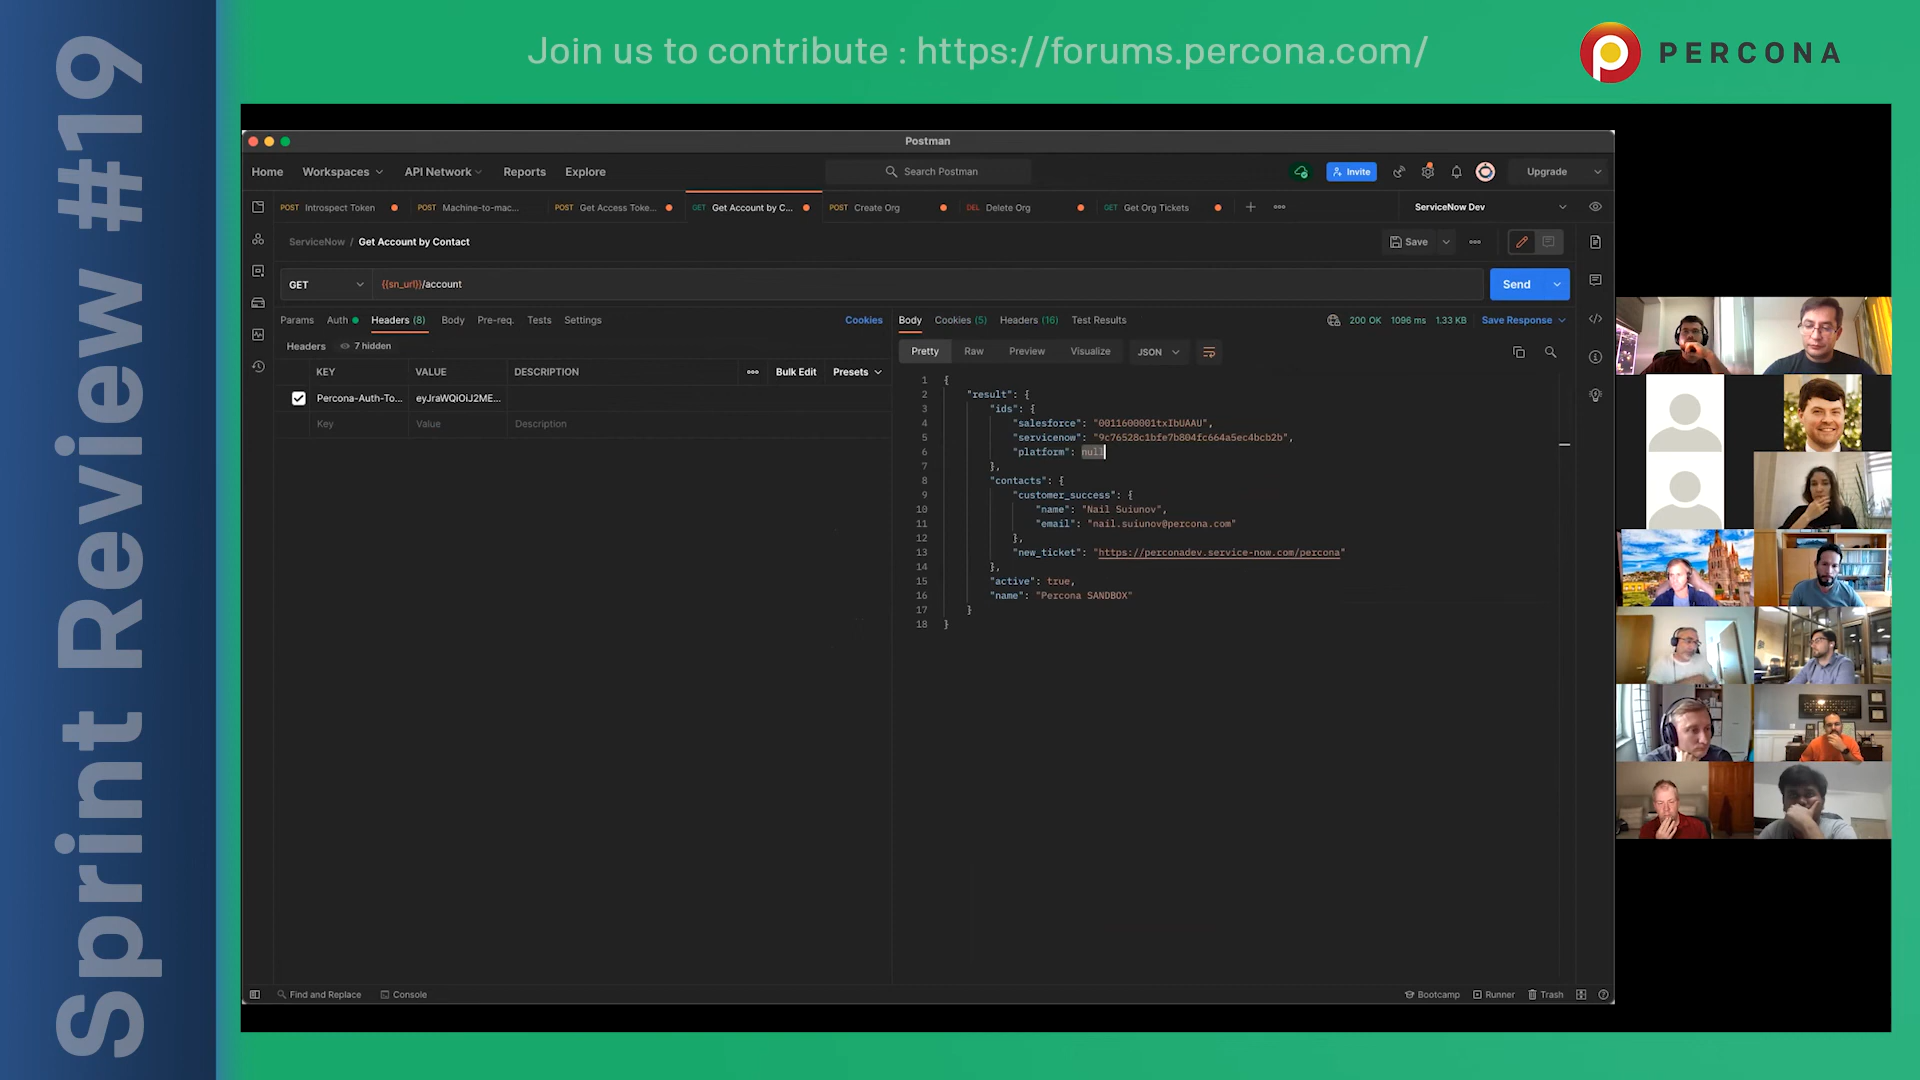 Sprint Review #19
Join us to contribute : https://forums.percona.com/
PERCONA
Postman
Home Workspaces API Network Reports Explore Search Postman Invite Upgrade
POST Introspect Token POST Machine-to-mac... POST Get Access Toke... GET Get Account by C... POST Create Org DEL Delete Org GET Get Org Tickets ServiceNow Dev
ServiceNow / Get Account by Contact Save
GET {{sn_url}}/account Send
Params Auth Headers (8) Body Pre-req. Tests Settings Cookies
Body Cookies (5) Headers (16) Test Results 200 OK 1096 ms 1.33 KB Save Response
Headers 7 hidden
Pretty Raw Preview Visualize JSON
KEY VALUE DESCRIPTION Bulk Edit Presets
Percona-Auth-To... eyJraWQiOiJ2ME...
Key Value Description
1 {
2 "result": {
3 "ids": {
4 "salesforce": "0011600001txIbUAAU",
5 "servicenow": "9c76528c1bfe7b804fc664a5ec4bcb2b",
6 "platform": null
7 },
8 "contacts": {
9 "customer_success": {
10 "name": "Nail Suiunov",
11 "email": "nail.suiunov@percona.com"
12 },
13 "new_ticket": "https://perconadev.service-now.com/percona"
14 },
15 "active": true,
16 "name": "Percona SANDBOX"
17 }
18 }
Find and Replace Console Bootcamp Runner Trash